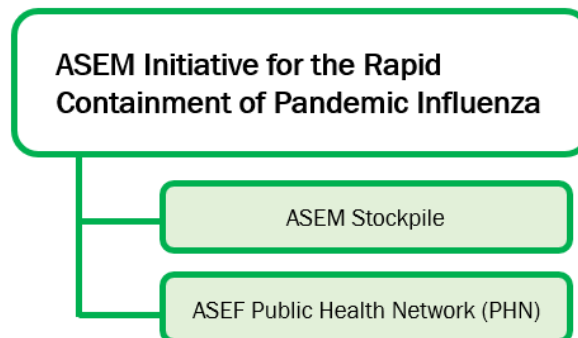 ASEM Initiative for the Rapid
Containment of Pandemic Influenza
ASEM Stockpile
ASEF Public Health Network (PHN)